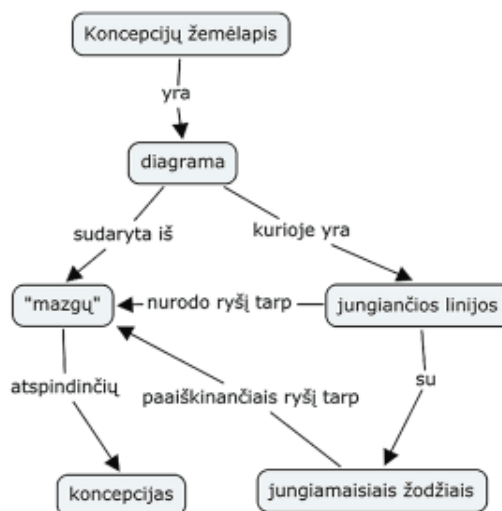 Koncepcijų žemėlapis
yra
diagrama
sudaryta iš
kurioje yra
"mazgų"
nurodo ryšį tarp
jungiančios linijos
atspindinčių
paaiškinančiais ryšį tarp
su
koncepcijas
jungiamaisiais žodžiais